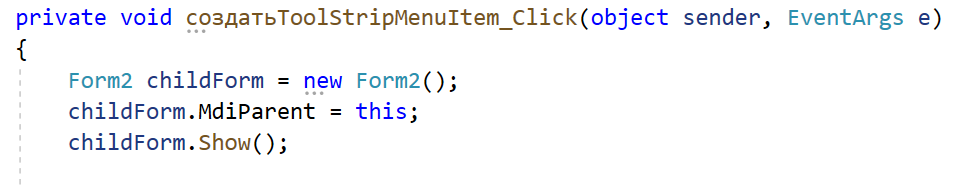 private void создатьToolStripMenuItem_Click(object sender, EventArgs e)
{
    Form2 childForm = new Form2();
    childForm.MdiParent = this;
    childForm.Show();